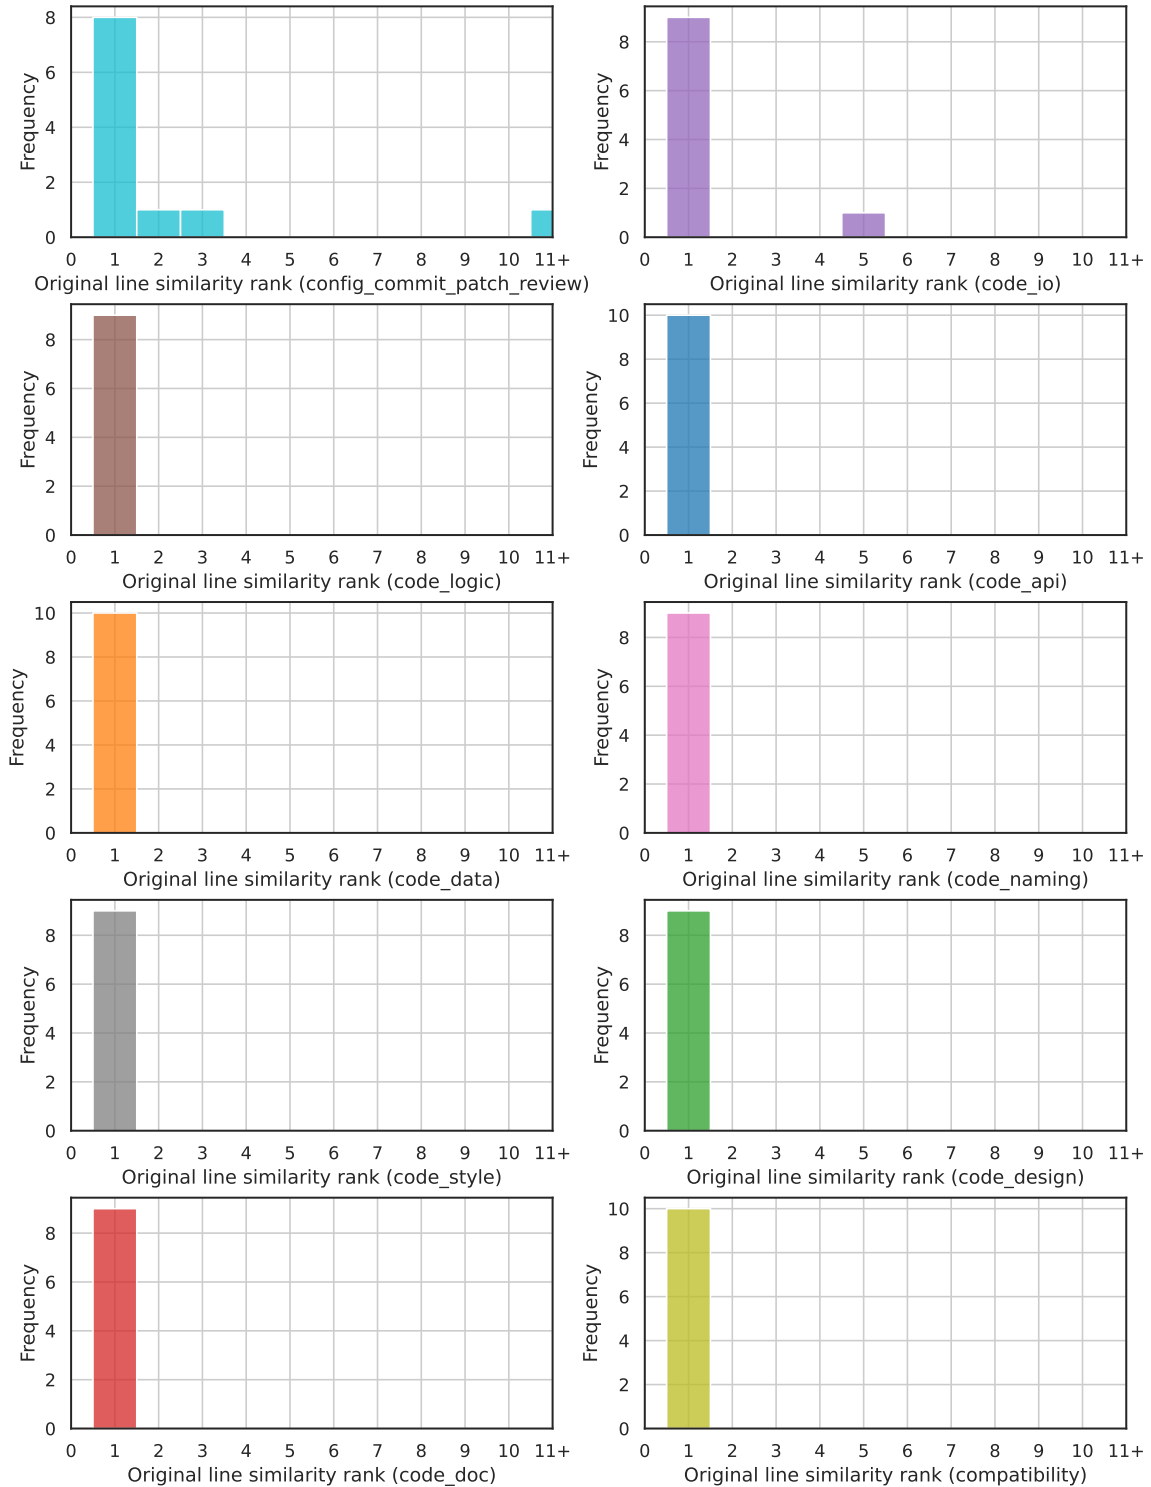 Frequency
8
6
4
2
0
0 1 2 3 4 5 6 7 8 9 10 11+
Original line similarity rank (config_commit_patch_review)
Frequency
8
6
4
2
0
0 1 2 3 4 5 6 7 8 9 10 11+
Original line similarity rank (code_io)
Frequency
8
6
4
2
0
0 1 2 3 4 5 6 7 8 9 10 11+
Original line similarity rank (code_logic)
Frequency
10
8
6
4
2
0
0 1 2 3 4 5 6 7 8 9 10 11+
Original line similarity rank (code_api)
Frequency
10
8
6
4
2
0
0 1 2 3 4 5 6 7 8 9 10 11+
Original line similarity rank (code_data)
Frequency
8
6
4
2
0
0 1 2 3 4 5 6 7 8 9 10 11+
Original line similarity rank (code_naming)
Frequency
8
6
4
2
0
0 1 2 3 4 5 6 7 8 9 10 11+
Original line similarity rank (code_style)
Frequency
8
6
4
2
0
0 1 2 3 4 5 6 7 8 9 10 11+
Original line similarity rank (code_design)
Frequency
8
6
4
2
0
0 1 2 3 4 5 6 7 8 9 10 11+
Original line similarity rank (code_doc)
Frequency
10
8
6
4
2
0
0 1 2 3 4 5 6 7 8 9 10 11+
Original line similarity rank (compatibility)